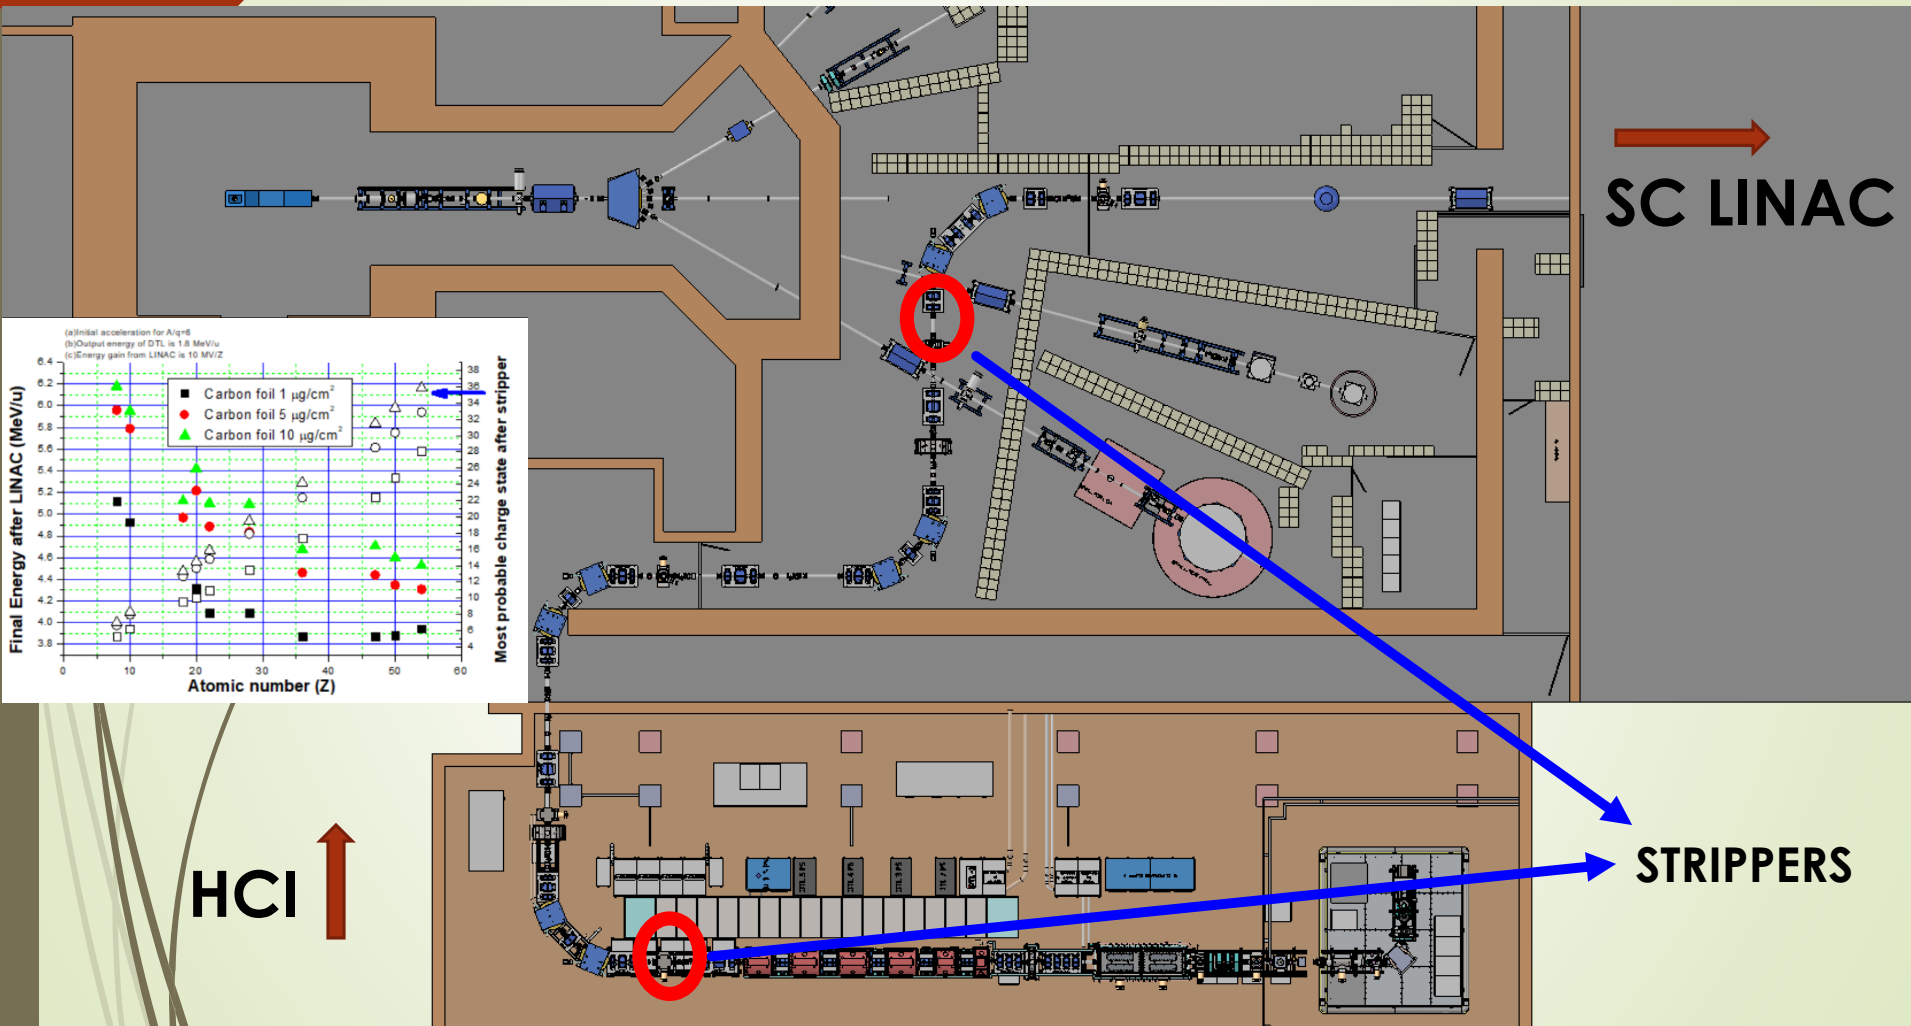 SC LINAC
(a)Initial acceleration for A/q=6
(b)Output energy of DTL is 1.8 MeV/u
(c)Energy gain from LINAC is 10 MV/Z
Carbon foil 1 µg/cm²
Carbon foil 5 µg/cm²
Carbon foil 10 µg/cm²
Final Energy after LINAC (MeV/u)
6.4
6.2
6.0
5.8
5.6
5.4
5.2
5.0
4.8
4.6
4.4
4.2
4.0
3.8
38
36
34
32
30
28
26
24
22
20
18
16
14
12
10
8
6
4
Most probable charge state after stripper
0 10 20 30 40 50 60
Atomic number (Z)
HCI
STRIPPERS